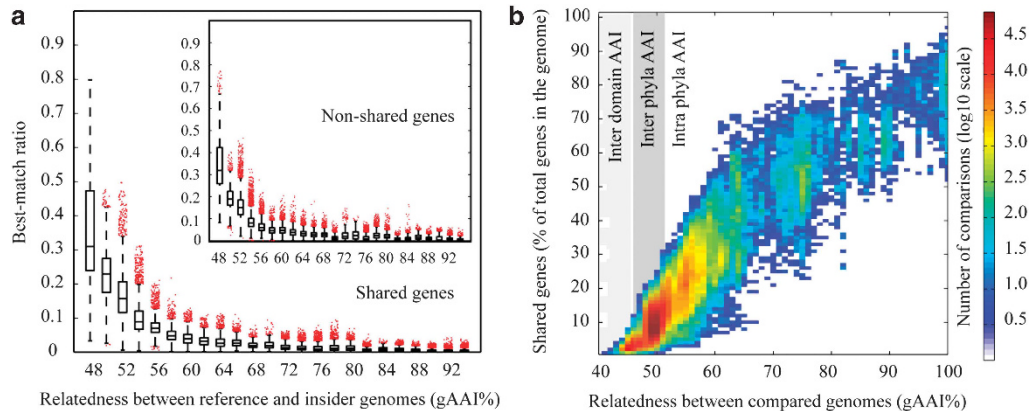 a
Best-match ratio
0.9
0.8
0.7
0.6
0.5
0.4
0.3
0.2
0.1
0
48 52 56 60 64 68 72 76 80 84 88 92
Relatedness between reference and insider genomes (gAAI%)
Shared genes
0.9
0.8
0.7
0.6
0.5
0.4
0.3
0.2
0.1
0
48 52 56 60 64 68 72 76 80 84 88 92
Non-shared genes
b
Shared genes (% of total genes in the genome)
100
90
80
70
60
50
40
30
20
10
40 50 60 70 80 90 100
Relatedness between compared genomes (gAAI%)
Inter domain AAI
Inter phyla AAI
Intra phyla AAI
Number of comparisons (log10 scale)
4.5
4.0
3.5
3.0
2.5
2.0
1.5
1.0
0.5